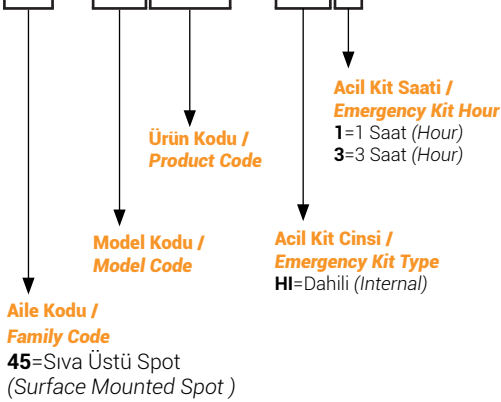 Acil Kit Saati /
Emergency Kit Hour
1=1 Saat (Hour)
3=3 Saat (Hour)
Ürün Kodu /
Product Code
Model Kodu /
Model Code
Acil Kit Cinsi /
Emergency Kit Type
HI=Dahili (Internal)
Aile Kodu /
Family Code
45=Sıva Üstü Spot
(Surface Mounted Spot )